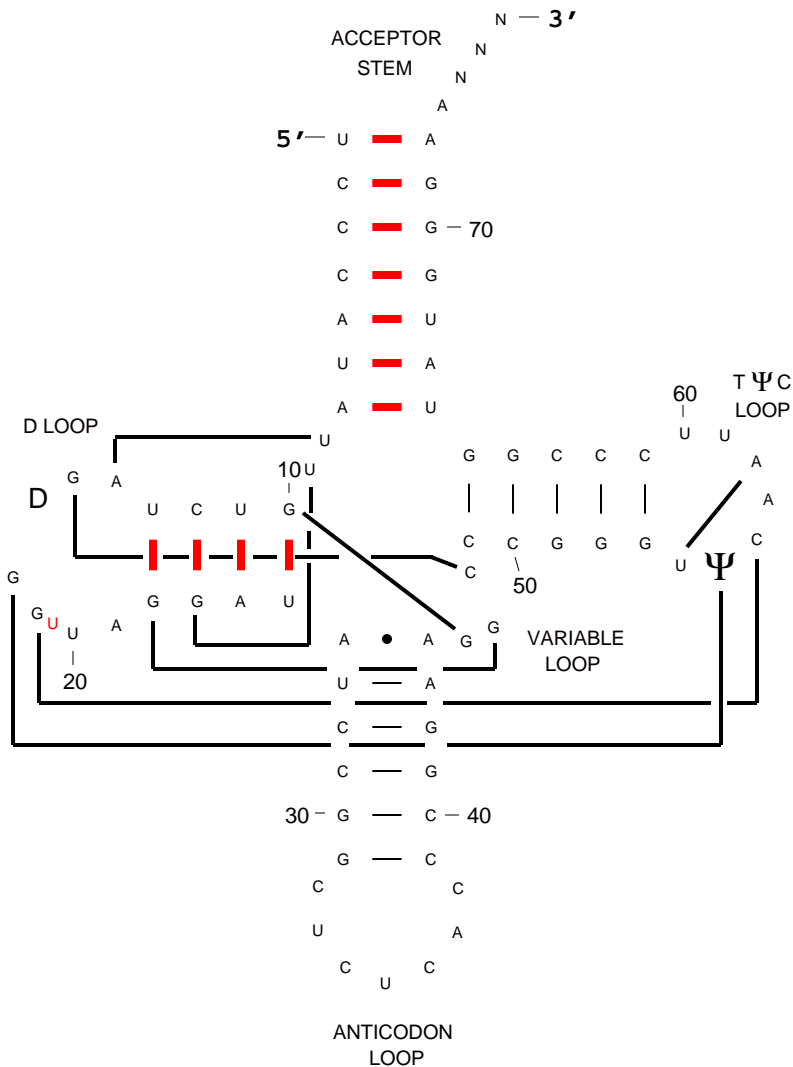 N — 3′
ACCEPTOR N
STEM N
A
5′ — U A
C G
C G — 70
C G
A U
U A T Ψ C
60 LOOP
A U
D LOOP U U U
G A 10 U G G C C C A
D U C U G A
G C C G G G U Ψ C
C 50
G U A G G A U
U A • A G G VARIABLE
20 LOOP
U A
C G
C G
30 — G C — 40
G C
C C
U A
C C
U
ANTICODON
LOOP